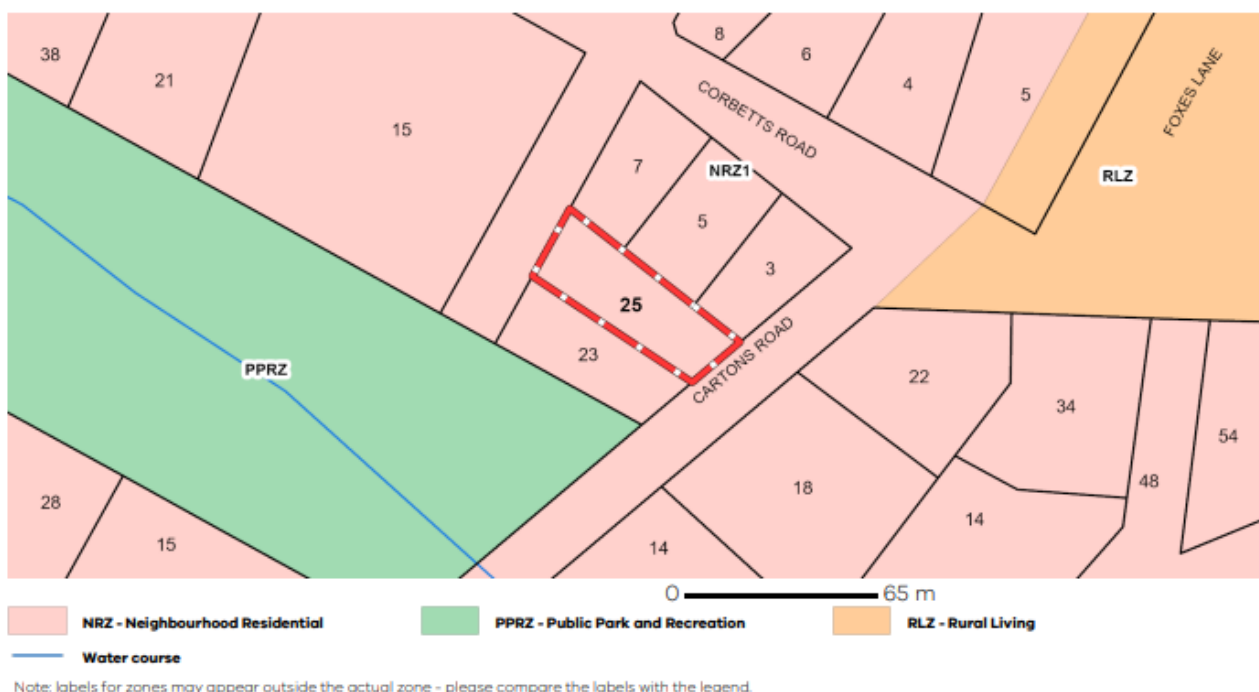 38
21
15
8
6
4
5
CORBETTS ROAD
FOXES LANE
7
NRZ1
5
3
RLZ
25
23
CARTONS ROAD
PPRZ
22
34
54
48
18
14
14
28
15
0 65 m
NRZ - Neighbourhood Residential
PPRZ - Public Park and Recreation
RLZ - Rural Living
Water course
Note: labels for zones may appear outside the actual zone - please compare the labels with the legend.